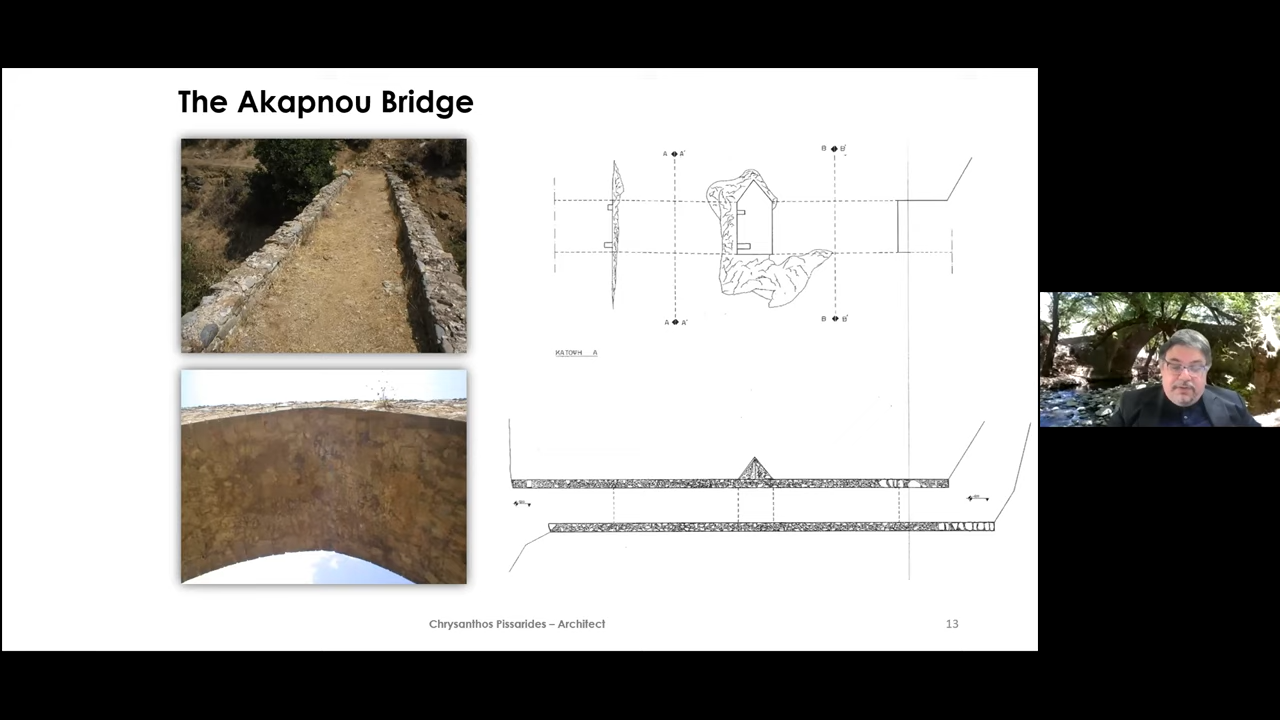 The Akapnou Bridge
A A'
B B'
A A'
B B'
ΚΑΤΟΨΗ Α
Chrysanthos Pissarides – Architect
13